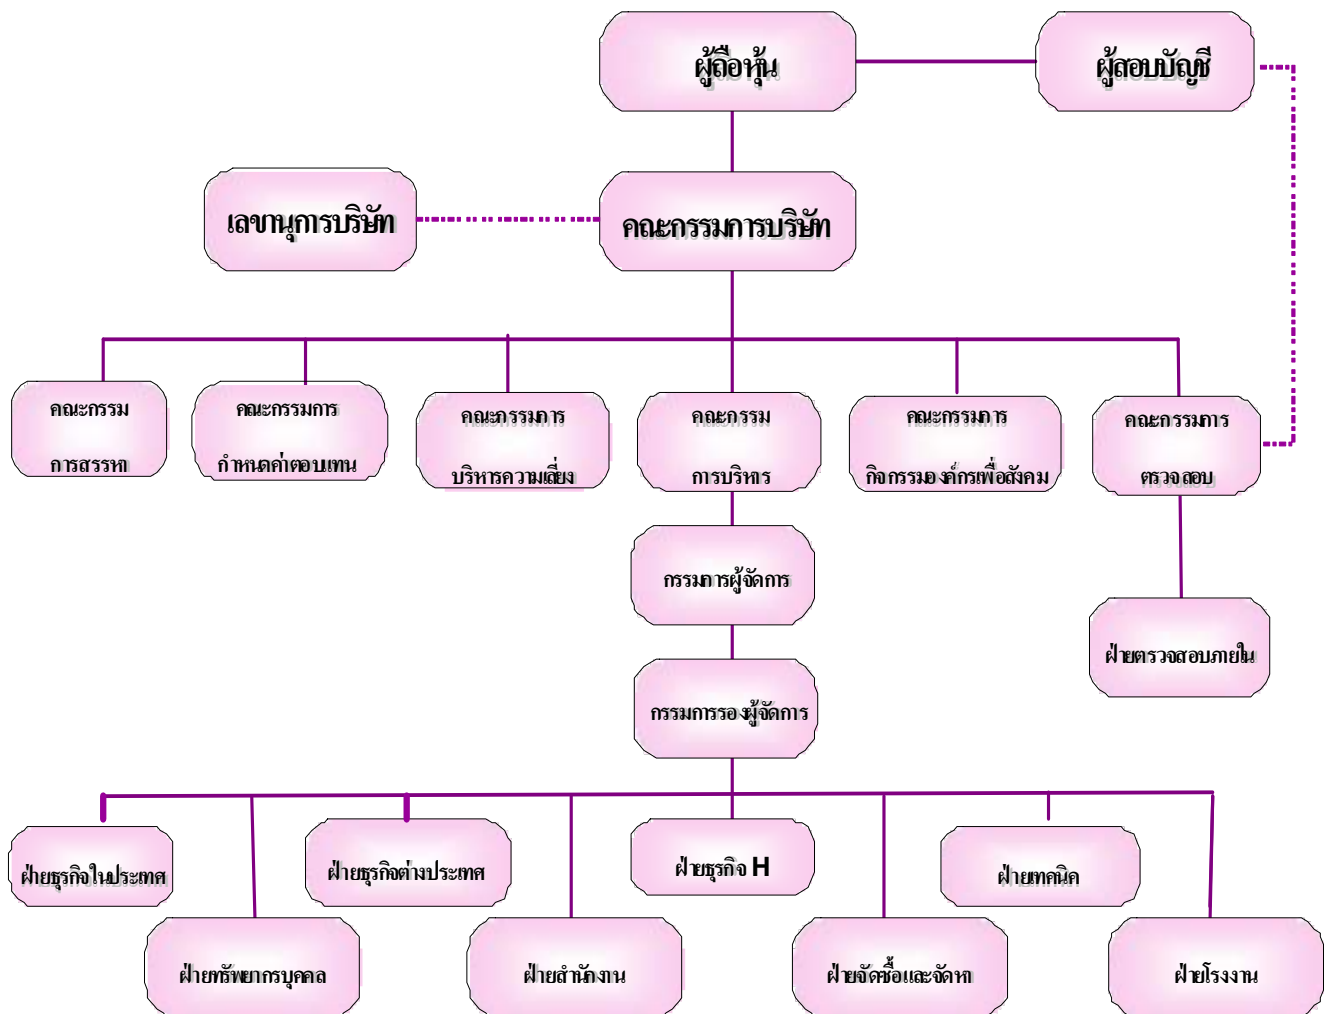 ผู้ถือหุ้น
ผู้สอบบัญชี
เลขานุการบริษัท
คณะกรรมการบริษัท
คณะกรรม
การสรรหา
คณะกรรมการ
กำหนดค่าตอบแทน
คณะกรรมการ
บริหารความเสี่ยง
คณะกรรม
การบริหาร
คณะกรรมการ
กิจกรรมองค์กรเพื่อสังคม
คณะกรรมการ
ตรวจสอบ
กรรมการผู้จัดการ
ฝ่ายตรวจสอบภายใน
กรรมการรองผู้จัดการ
ฝ่ายธุรกิจในประเทศ
ฝ่ายธุรกิจต่างประเทศ
ฝ่ายธุรกิจ H
ฝ่ายเทคนิค
ฝ่ายทรัพยากรบุคคล
ฝ่ายสำนักงาน
ฝ่ายจัดซื้อและจัดหา
ฝ่ายโรงงาน